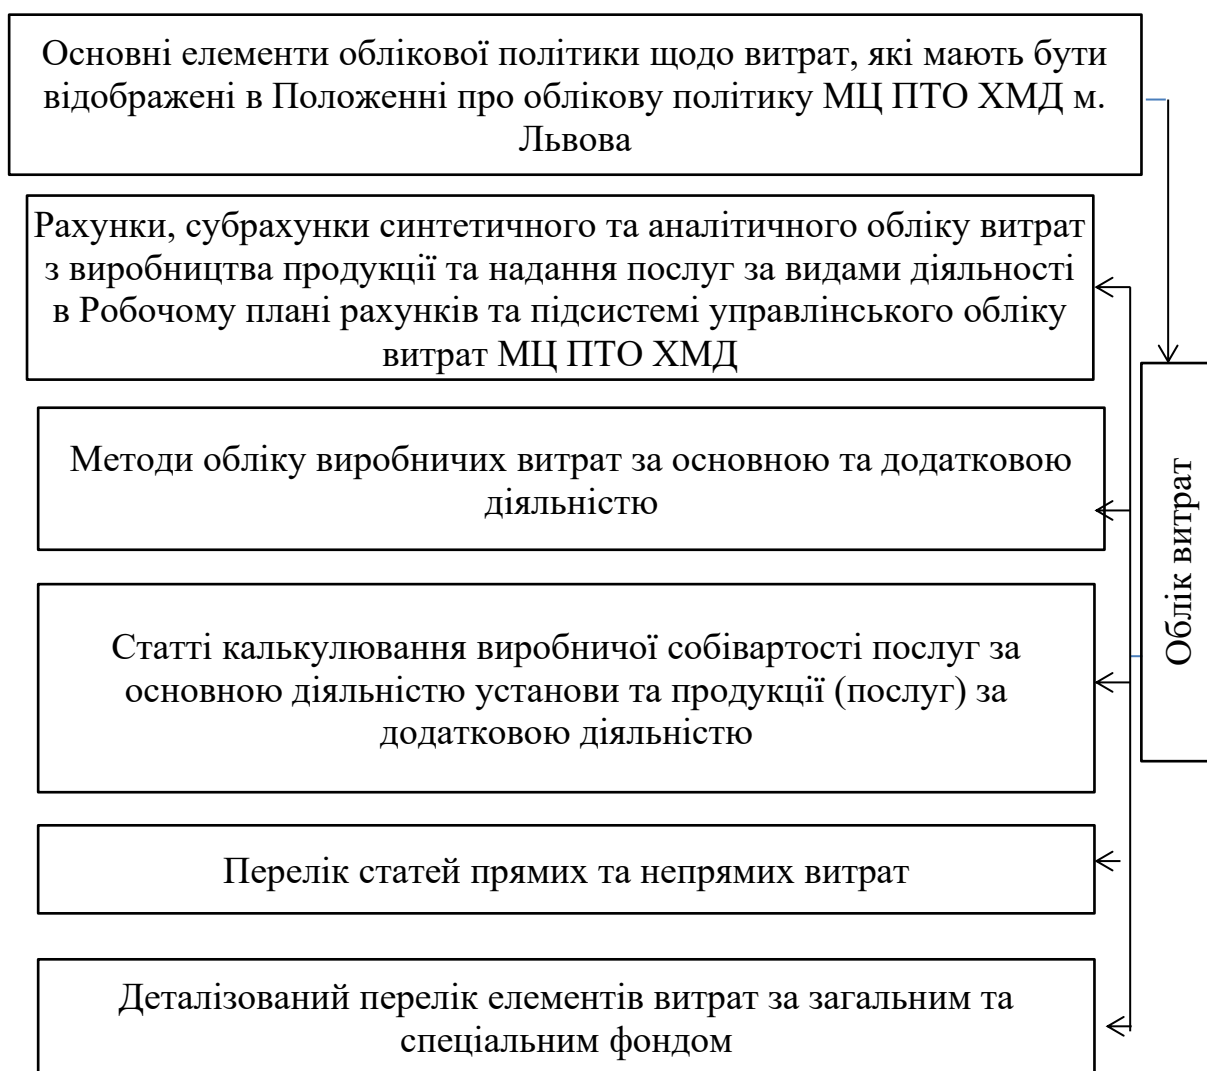 Основні елементи облікової політики щодо витрат, які мають бути
відображені в Положенні про облікову політику МЦ ПТО ХМД м.
Львова
Рахунки, субрахунки синтетичного та аналітичного обліку витрат
з виробництва продукції та надання послуг за видами діяльності
в Робочому плані рахунків та підсистемі управлінського обліку
витрат МЦ ПТО ХМД
Методи обліку виробничих витрат за основною та додатковою
діяльністю
Статті калькулювання виробничої собівартості послуг за
основною діяльністю установи та продукції (послуг) за
додатковою діяльністю
Перелік статей прямих та непрямих витрат
Деталізований перелік елементів витрат за загальним та
спеціальним фондом
Облік витрат